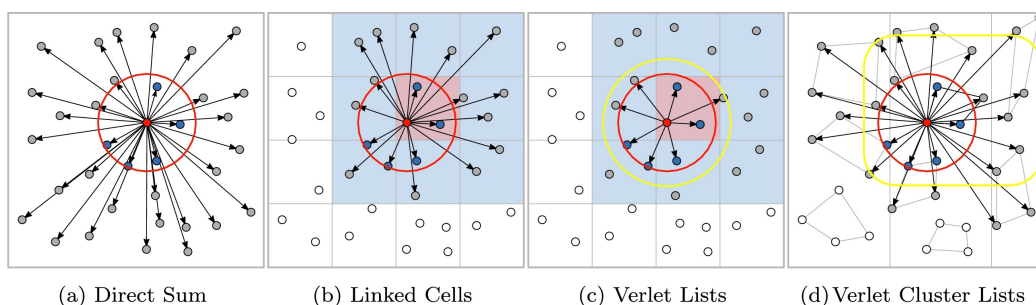 (a) Direct Sum
(b) Linked Cells
(c) Verlet Lists
(d) Verlet Cluster Lists